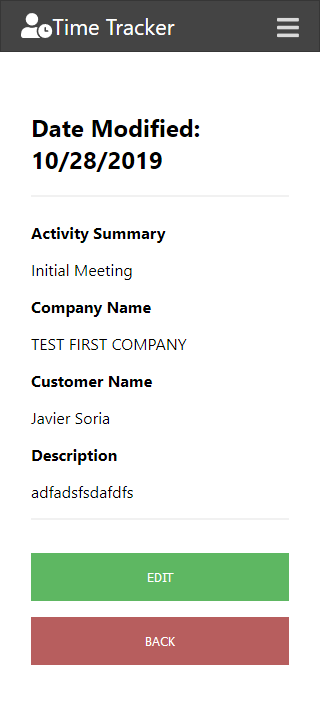 Time Tracker
Date Modified:
10/28/2019
Activity Summary
Initial Meeting
Company Name
TEST FIRST COMPANY
Customer Name
Javier Soria
Description
adfadsfsdafdfs
EDIT
BACK